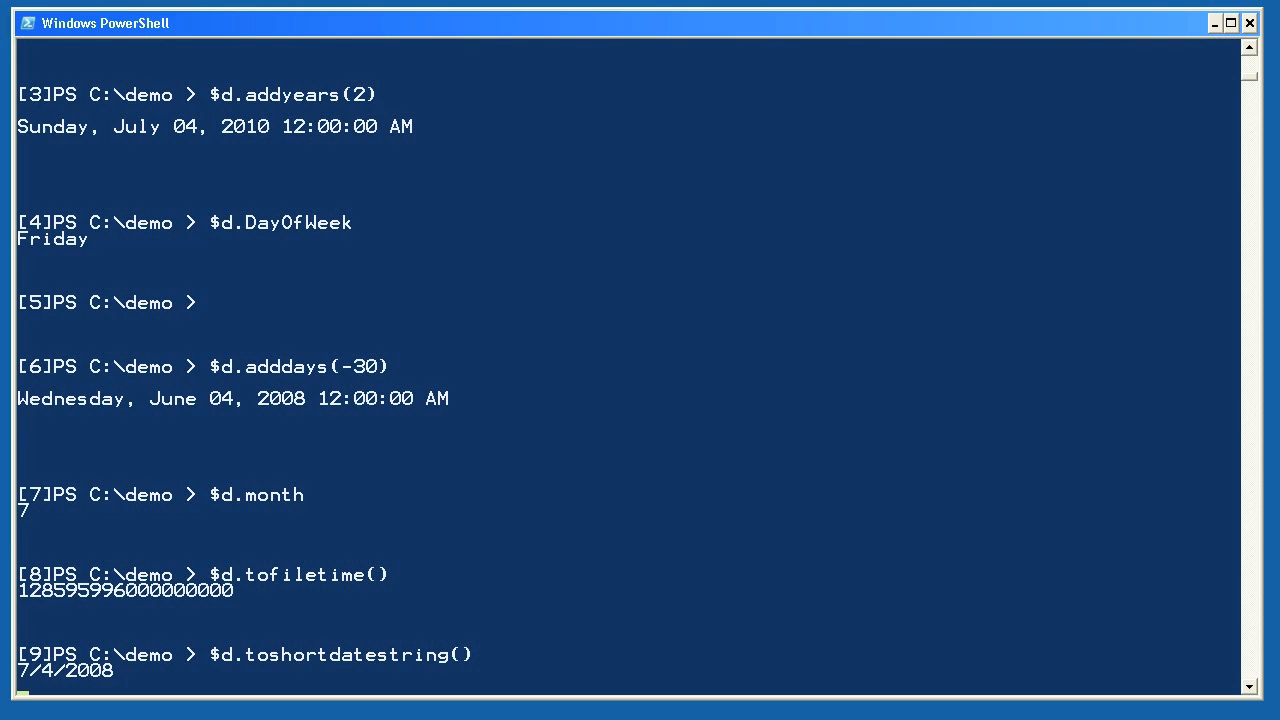 Windows PowerShell
[3]PS C:\demo > $d.addyears(2)
Sunday, July 04, 2010 12:00:00 AM
[4]PS C:\demo > $d.DayOfWeek
Friday
[5]PS C:\demo >
[6]PS C:\demo > $d.adddays(-30)
Wednesday, June 04, 2008 12:00:00 AM
[7]PS C:\demo > $d.month
7
[8]PS C:\demo > $d.tofiletime()
128595996000000000
[9]PS C:\demo > $d.toshortdatestring()
7/4/2008